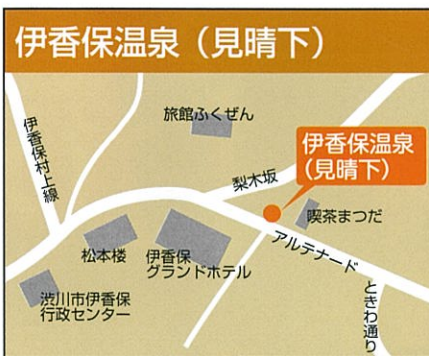 伊香保温泉（見晴下）
旅館ふくぜん
伊香保村上線
伊香保温泉
（見晴下）
梨木坂
喫茶まつだ
アルテナード
松本楼
伊香保
グランドホテル
渋川市伊香保
行政センター
ときわ通り